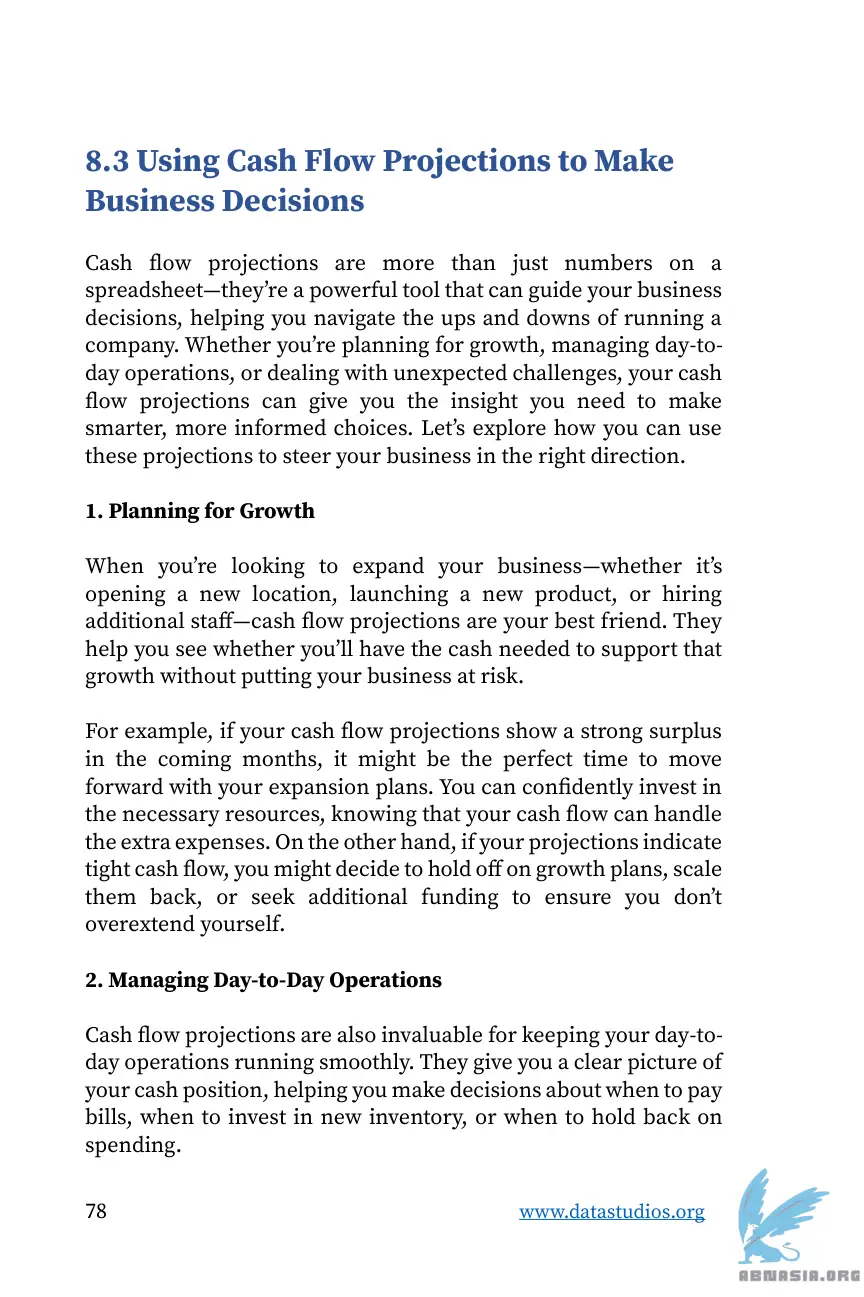 8.3 Using Cash Flow Projections to Make
Business Decisions
Cash flow projections are more than just numbers on a
spreadsheet—they’re a powerful tool that can guide your business
decisions, helping you navigate the ups and downs of running a
company. Whether you’re planning for growth, managing day-to-
day operations, or dealing with unexpected challenges, your cash
flow projections can give you the insight you need to make
smarter, more informed choices. Let’s explore how you can use
these projections to steer your business in the right direction.
1. Planning for Growth
When you’re looking to expand your business—whether it’s
opening a new location, launching a new product, or hiring
additional staff—cash flow projections are your best friend. They
help you see whether you’ll have the cash needed to support that
growth without putting your business at risk.
For example, if your cash flow projections show a strong surplus
in the coming months, it might be the perfect time to move
forward with your expansion plans. You can confidently invest in
the necessary resources, knowing that your cash flow can handle
the extra expenses. On the other hand, if your projections indicate
tight cash flow, you might decide to hold off on growth plans, scale
them back, or seek additional funding to ensure you don’t
overextend yourself.
2. Managing Day-to-Day Operations
Cash flow projections are also invaluable for keeping your day-to-
day operations running smoothly. They give you a clear picture of
your cash position, helping you make decisions about when to pay
bills, when to invest in new inventory, or when to hold back on
spending.
78 www.datastudios.org
ABNASIA.ORG